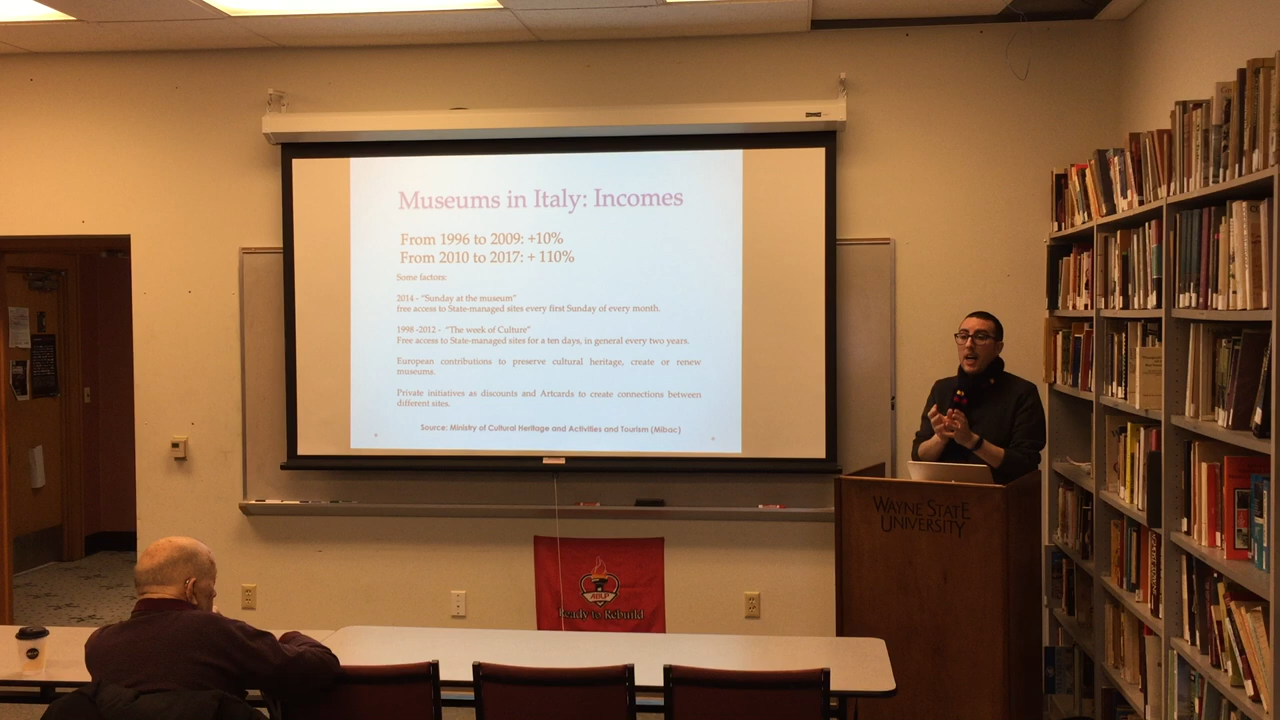 Museums in Italy: Incomes
From 1996 to 2009: +10%
From 2010 to 2017: + 110%
Some factors:
2014 - “Sunday at the museum”
free access to State-managed sites every first Sunday of every month.
1998 -2012 - “The week of Culture”
Free access to State-managed sites for a ten days, in general every two years.
European contributions to preserve cultural heritage, create or renew
museums.
Private initiatives as discounts and Artcards to create connections between
different sites.
Source: Ministry of Cultural Heritage and Activities and Tourism (Mibac)
WAYNE STATE
UNIVERSITY
Ready to Rebuild